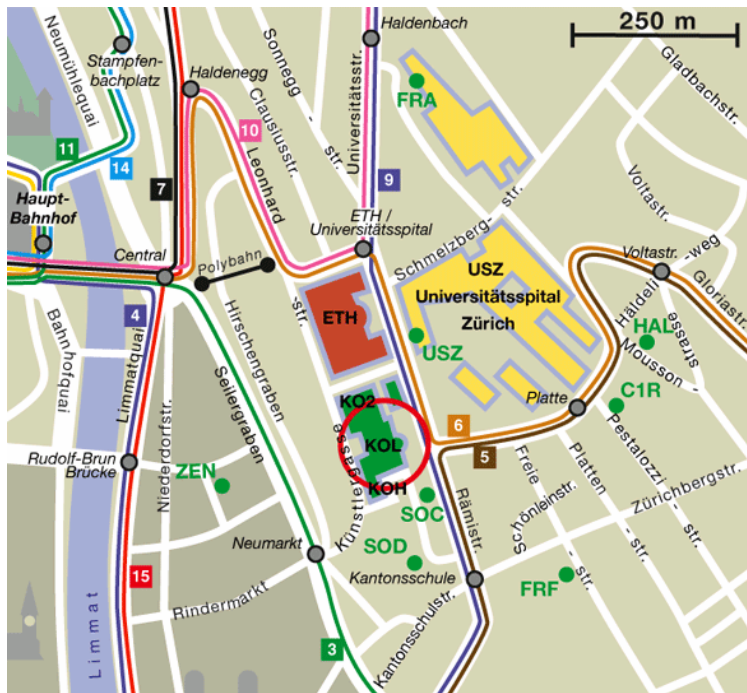 250 m
Haldenbach
Stampfen-
bachplatz
Neumühlequai
Haldenegg
Sonnegg
-
str.
Clausiusstr.
Universitätsstr.
FRA
Gladbachstr.
11
14
7
10
Leonhard
-str.
9
Voltastr.
Haupt-
Bahnhof
ETH /
Universitätsspital
Schmelzberg-
str.
Central
Polybahn
USZ
Universitätsspital
Zürich
Voltastr.
Häldeli
-weg
Gloriastr.
4
ETH
USZ
HAL
Mousson-
strasse
Bahnhofquai
Limmatquai
Hirschengraben
Seilergraben
Niederdorfstr.
Platte
C1R
KO2
KOL
KOH
6
5
Rudolf-Brun
Brücke
ZEN
Künstlergasse
SOC
Rämistr.
Freie
-
str.
Platten
-
str.
Pestalozzi
-
str.
Schönleinstr.
Zürichbergstr.
Neumarkt
SOD
Kantonsschule
FRF
15
Rindermarkt
Limmat
3
Kantonsschulstr.